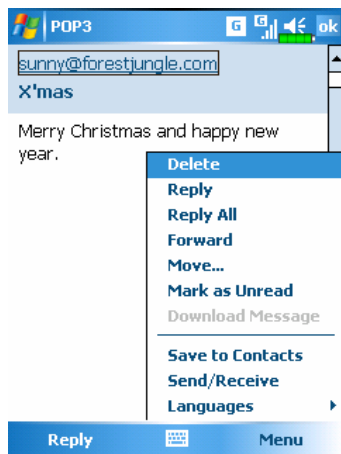 POP3 G G ok
sunny@forestjungle.com
X'mas
Merry Christmas and happy new
year.
Delete
Reply
Reply All
Forward
Move...
Mark as Unread
Download Message
Save to Contacts
Send/Receive
Languages
Reply Menu